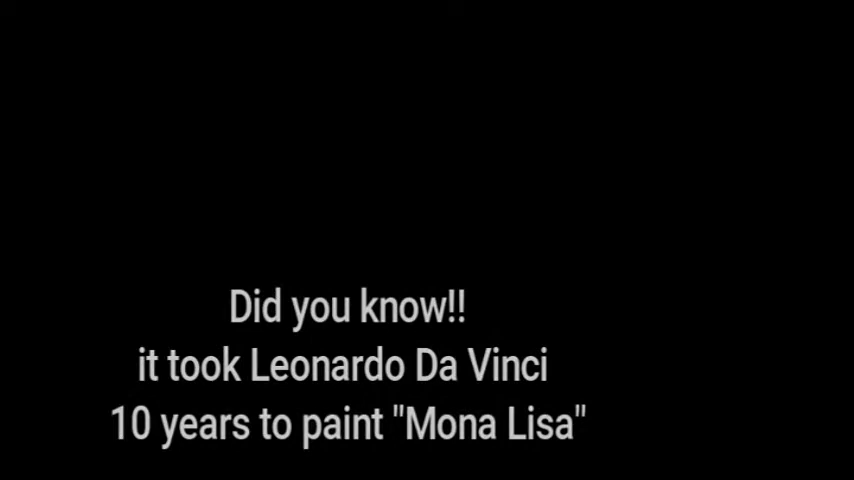 Did you know!!
it took Leonardo Da Vinci
10 years to paint "Mona Lisa"